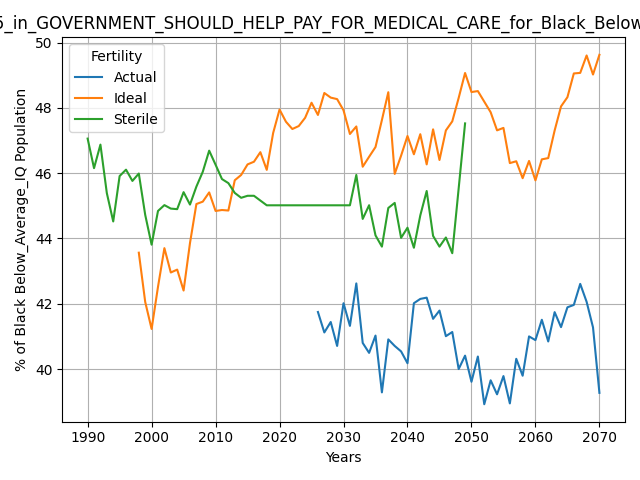 5_in_GOVERNMENT_SHOULD_HELP_PAY_FOR_MEDICAL_CARE_for_Black_Below
% of Black Below_Average_IQ Population
Fertility
Actual
Ideal
Sterile
50
48
46
44
42
40
1990
2000
2010
2020
2030
2040
2050
2060
2070
Years